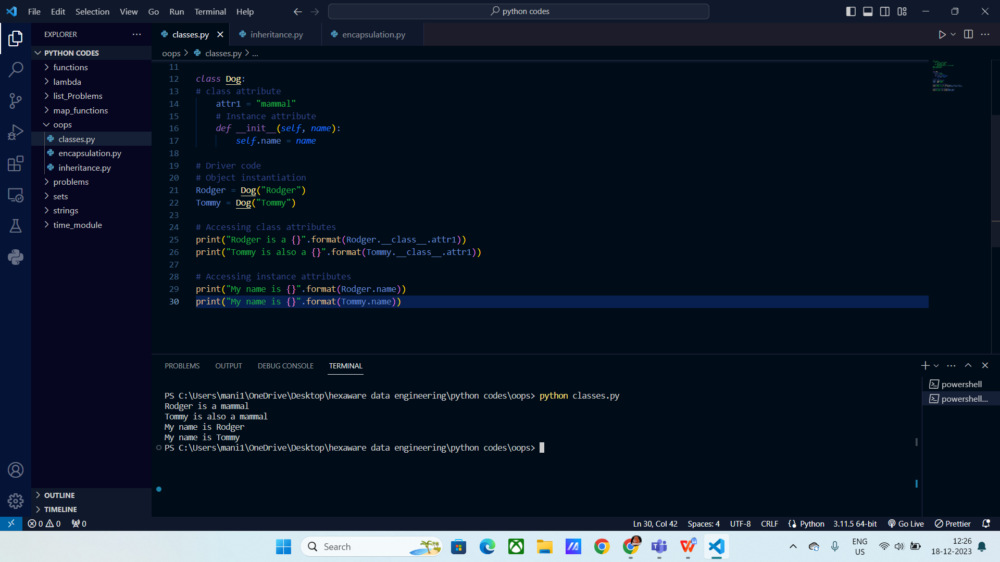 File Edit Selection View Go Run Terminal Help
python codes
EXPLORER
PYTHON CODES
functions
lambda
list_Problems
map_functions
oops
classes.py
encapsulation.py
inheritance.py
problems
sets
strings
time_module
OUTLINE
TIMELINE
classes.py inheritance.py encapsulation.py
oops > classes.py > ...
11
12 class Dog:
13 # class attribute
14 attr1 = "mammal"
15 # Instance attribute
16 def __init__(self, name):
17 self.name = name
18
19 # Driver code
20 # Object instantiation
21 Rodger = Dog("Rodger")
22 Tommy = Dog("Tommy")
23
24 # Accessing class attributes
25 print("Rodger is a {}".format(Rodger.__class__.attr1))
26 print("Tommy is also a {}".format(Tommy.__class__.attr1))
27
28 # Accessing instance attributes
29 print("My name is {}".format(Rodger.name))
30 print("My name is {}".format(Tommy.name))
PROBLEMS OUTPUT DEBUG CONSOLE TERMINAL
PS C:\Users\mani1\OneDrive\Desktop\hexaware data engineering\python codes\oops> python classes.py
Rodger is a mammal
Tommy is also a mammal
My name is Rodger
My name is Tommy
PS C:\Users\mani1\OneDrive\Desktop\hexaware data engineering\python codes\oops>
powershell
powershell...
0 0 0
Ln 30, Col 42 Spaces: 4 UTF-8 CRLF {} Python 3.11.5 64-bit Go Live Prettier
Search
ENG
US
12:26
18-12-2023